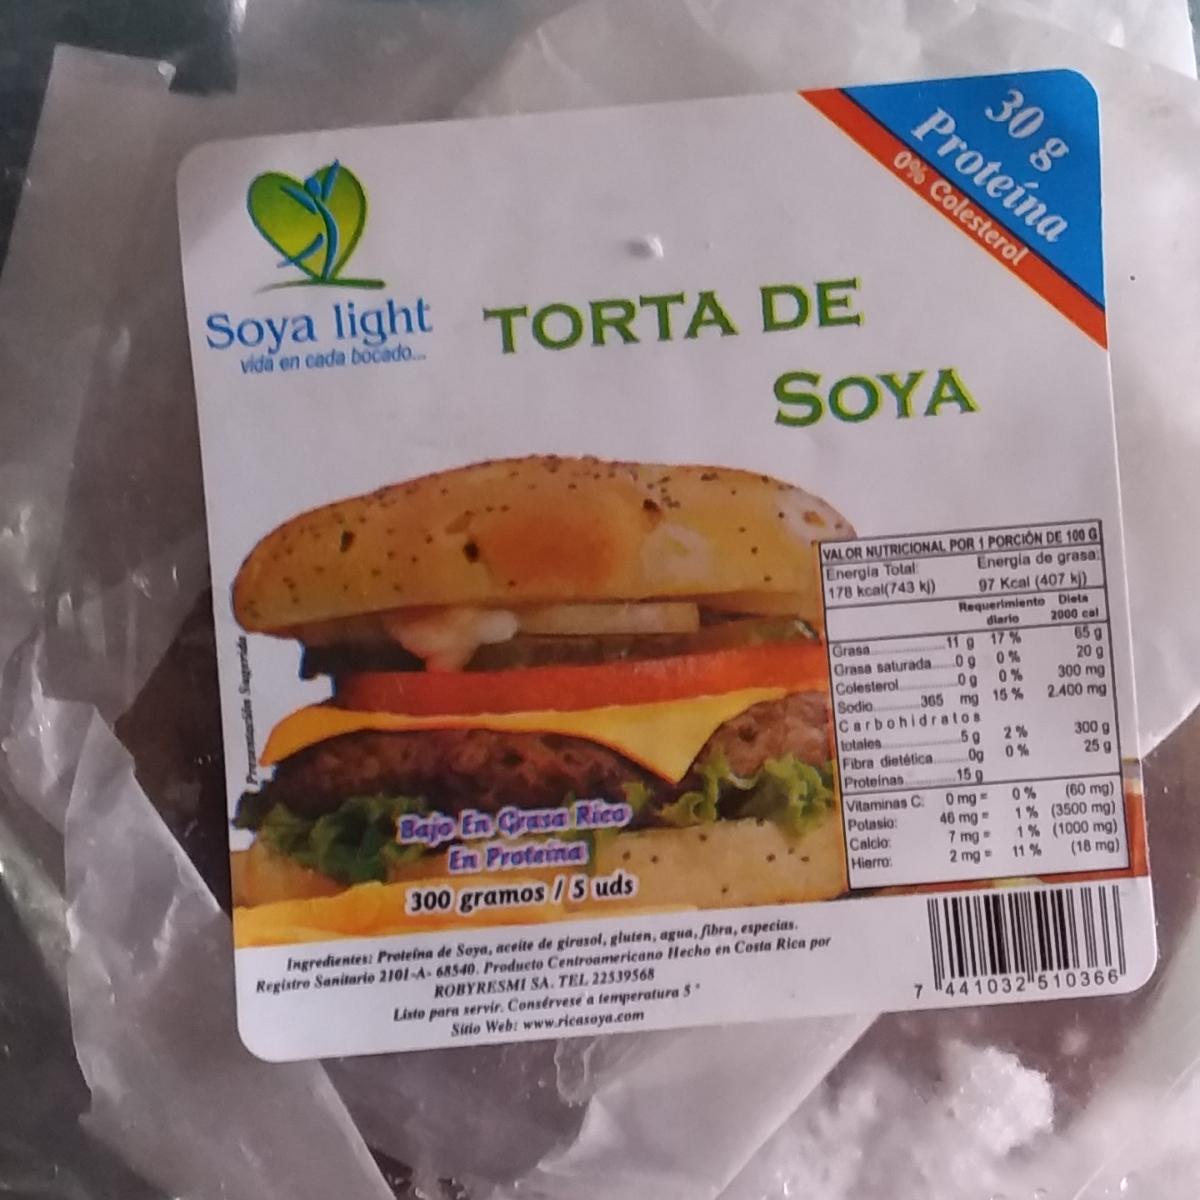 30 g
Proteína
0% Colesterol
Soya light
vida en cada bocado...
TORTA DE
SOYA
Presentación Sugerida
VALOR NUTRICIONAL POR 1 PORCIÓN DE 100 G
Energía Total: Energía de grasa:
178 kcal(743 kj) 97 Kcal (407 kj)
Requerimiento Dieta
diario 2000 cal
Grasa 11 g 17 % 65 g
Grasa saturada 0 g 0 % 20 g
Colesterol 0 g 0 % 300 mg
Sodio 365 mg 15 % 2.400 mg
Carbohidratos
totales 5 g 2 % 300 g
Fibra dietética 0g 0 % 25 g
Proteínas 15 g
Vitaminas C: 0 mg = 0 % (60 mg)
Potasio: 46 mg = 1 % (3500 mg)
Calcio: 7 mg = 1 % (1000 mg)
Hierro: 2 mg = 11 % (18 mg)
Bajo En Grasa Rico
En Proteína
300 gramos / 5 uds
Ingredientes: Proteína de Soya, aceite de girasol, gluten, agua, fibra, especias.
Registro Sanitario 2101-A- 68540. Producto Centroamericano Hecho en Costa Rica por
ROBYRESMI SA. TEL 22539568
Listo para servir. Consérvese a temperatura 5 °
Sitio Web: www.ricasoya.com
7 441032 510366